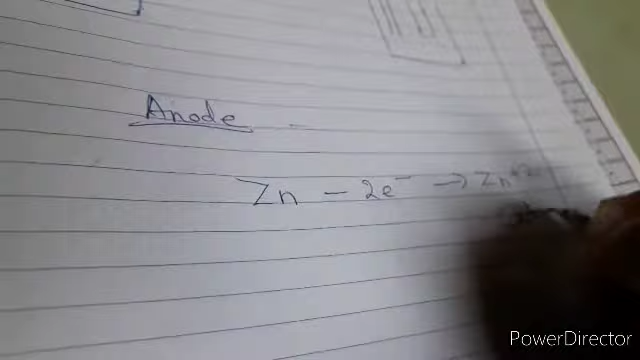 Anode
Zn - 2e⁻ → Zn⁺²
PowerDirector